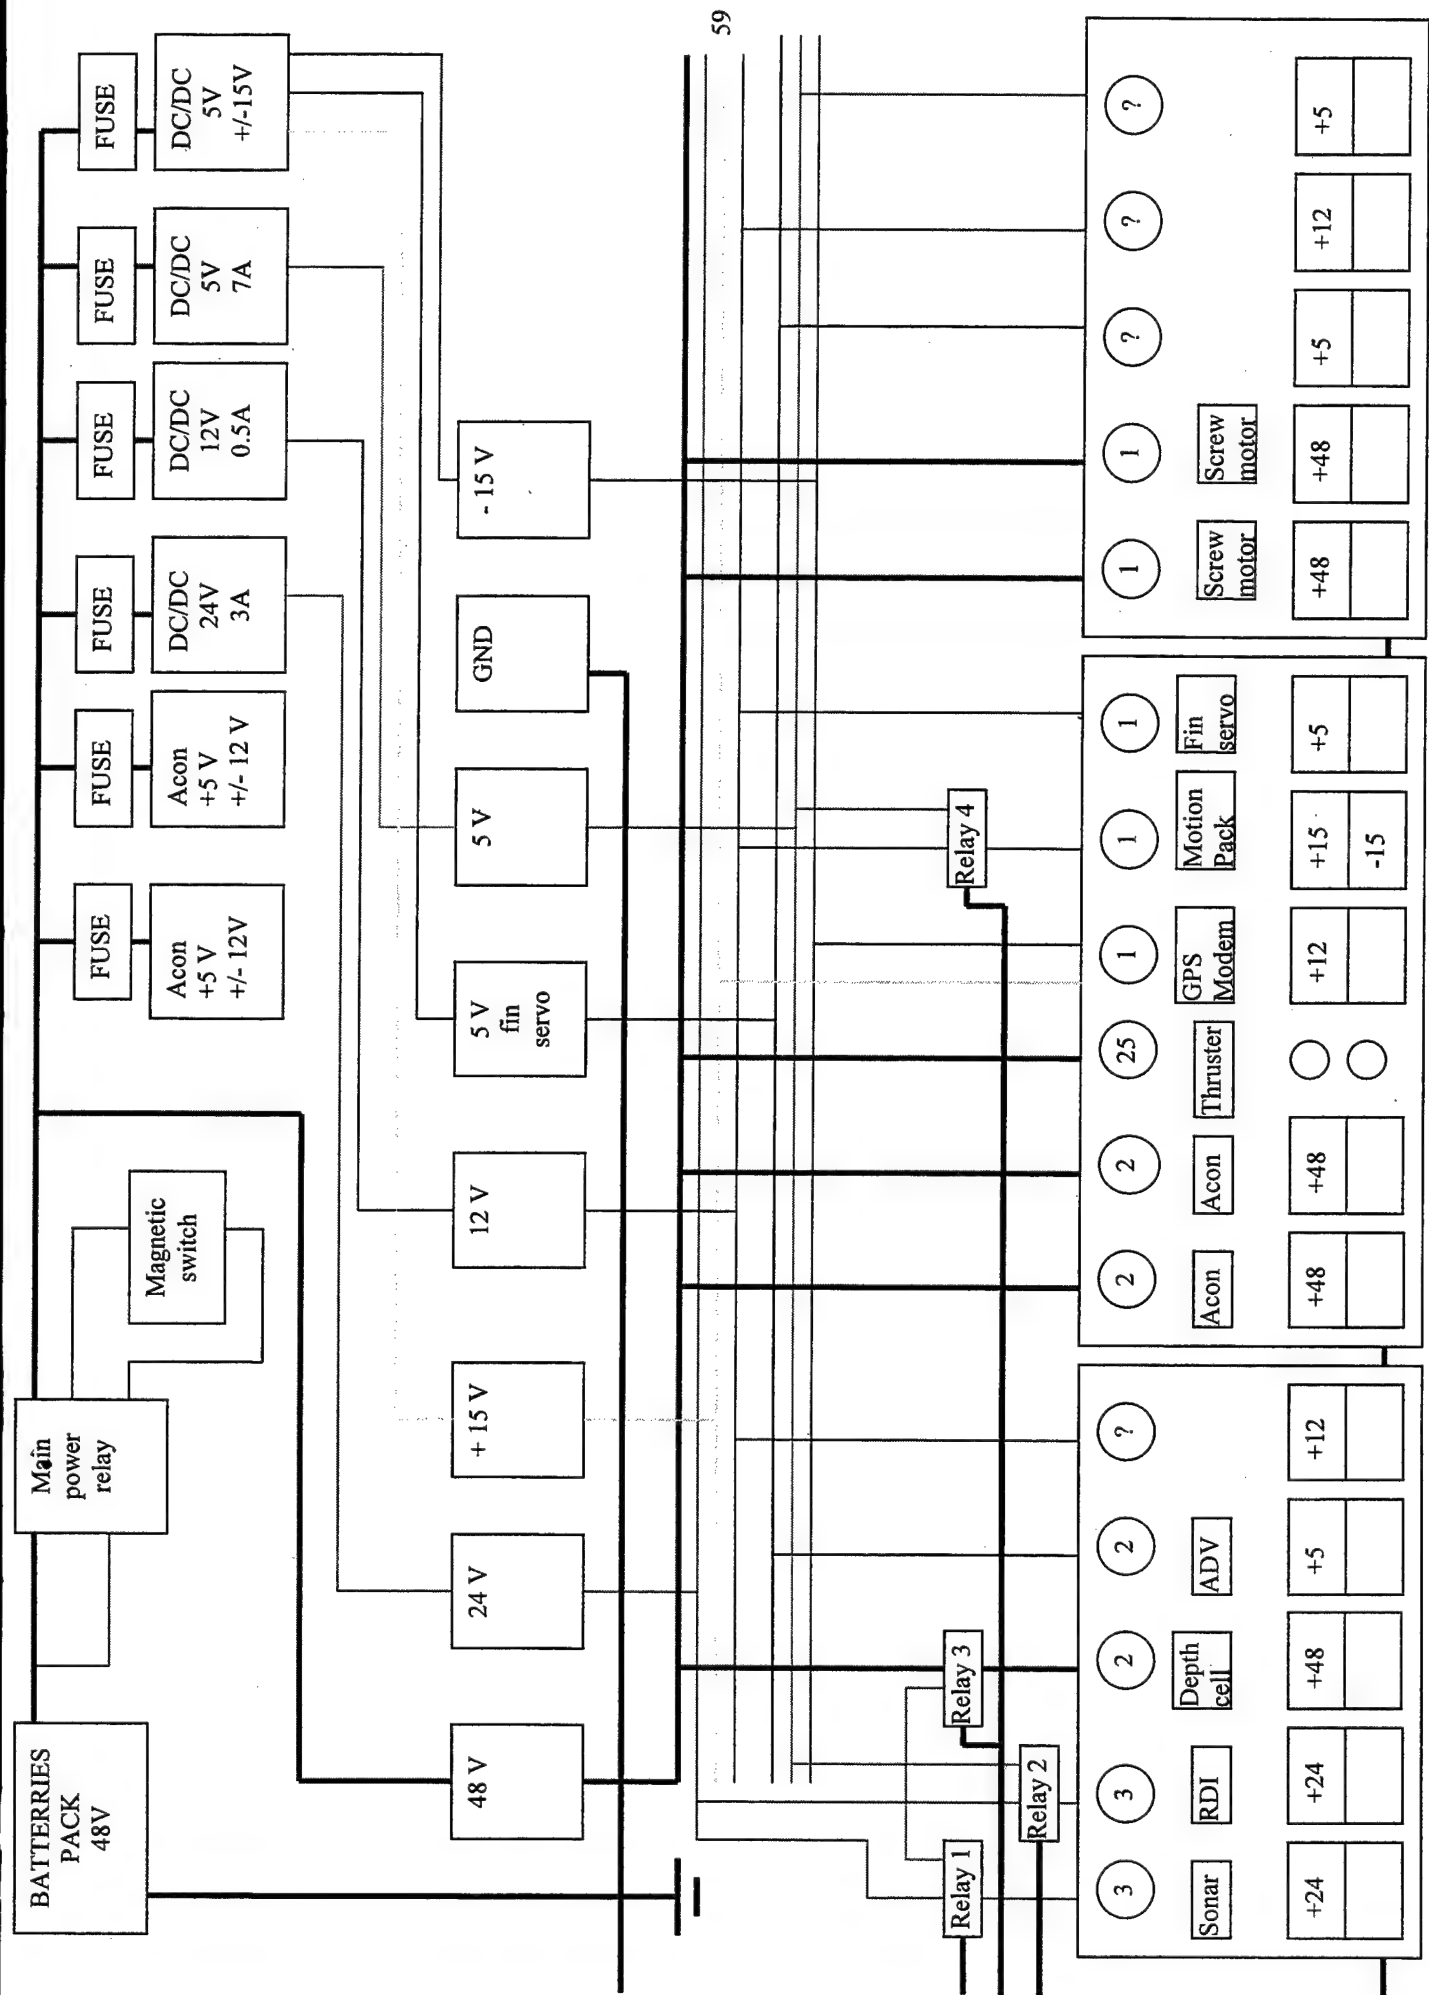 BATTERRIES
PACK
48V
Main
power
relay
Magnetic
switch
FUSE
FUSE
FUSE
FUSE
FUSE
FUSE
Acon
+5 V
+/- 12V
Acon
+5 V
+/- 12 V
DC/DC
24V
3A
DC/DC
12V
0.5A
DC/DC
5V
7A
DC/DC
5V
+/-15V
48 V
24 V
+ 15 V
12 V
5 V
fin
servo
5 V
GND
- 15 V
59
Relay 1
Relay 2
Relay 3
Relay 4
3
3
2
2
?
2
2
25
1
1
1
1
1
?
?
?
Sonar
RDI
Depth
cell
ADV
Acon
Acon
Thruster
GPS
Modem
Motion
Pack
Fin
servo
Screw
motor
Screw
motor
+24
+24
+48
+5
+12
+48
+48
+12
+15
-15
+5
+48
+48
+5
+12
+5